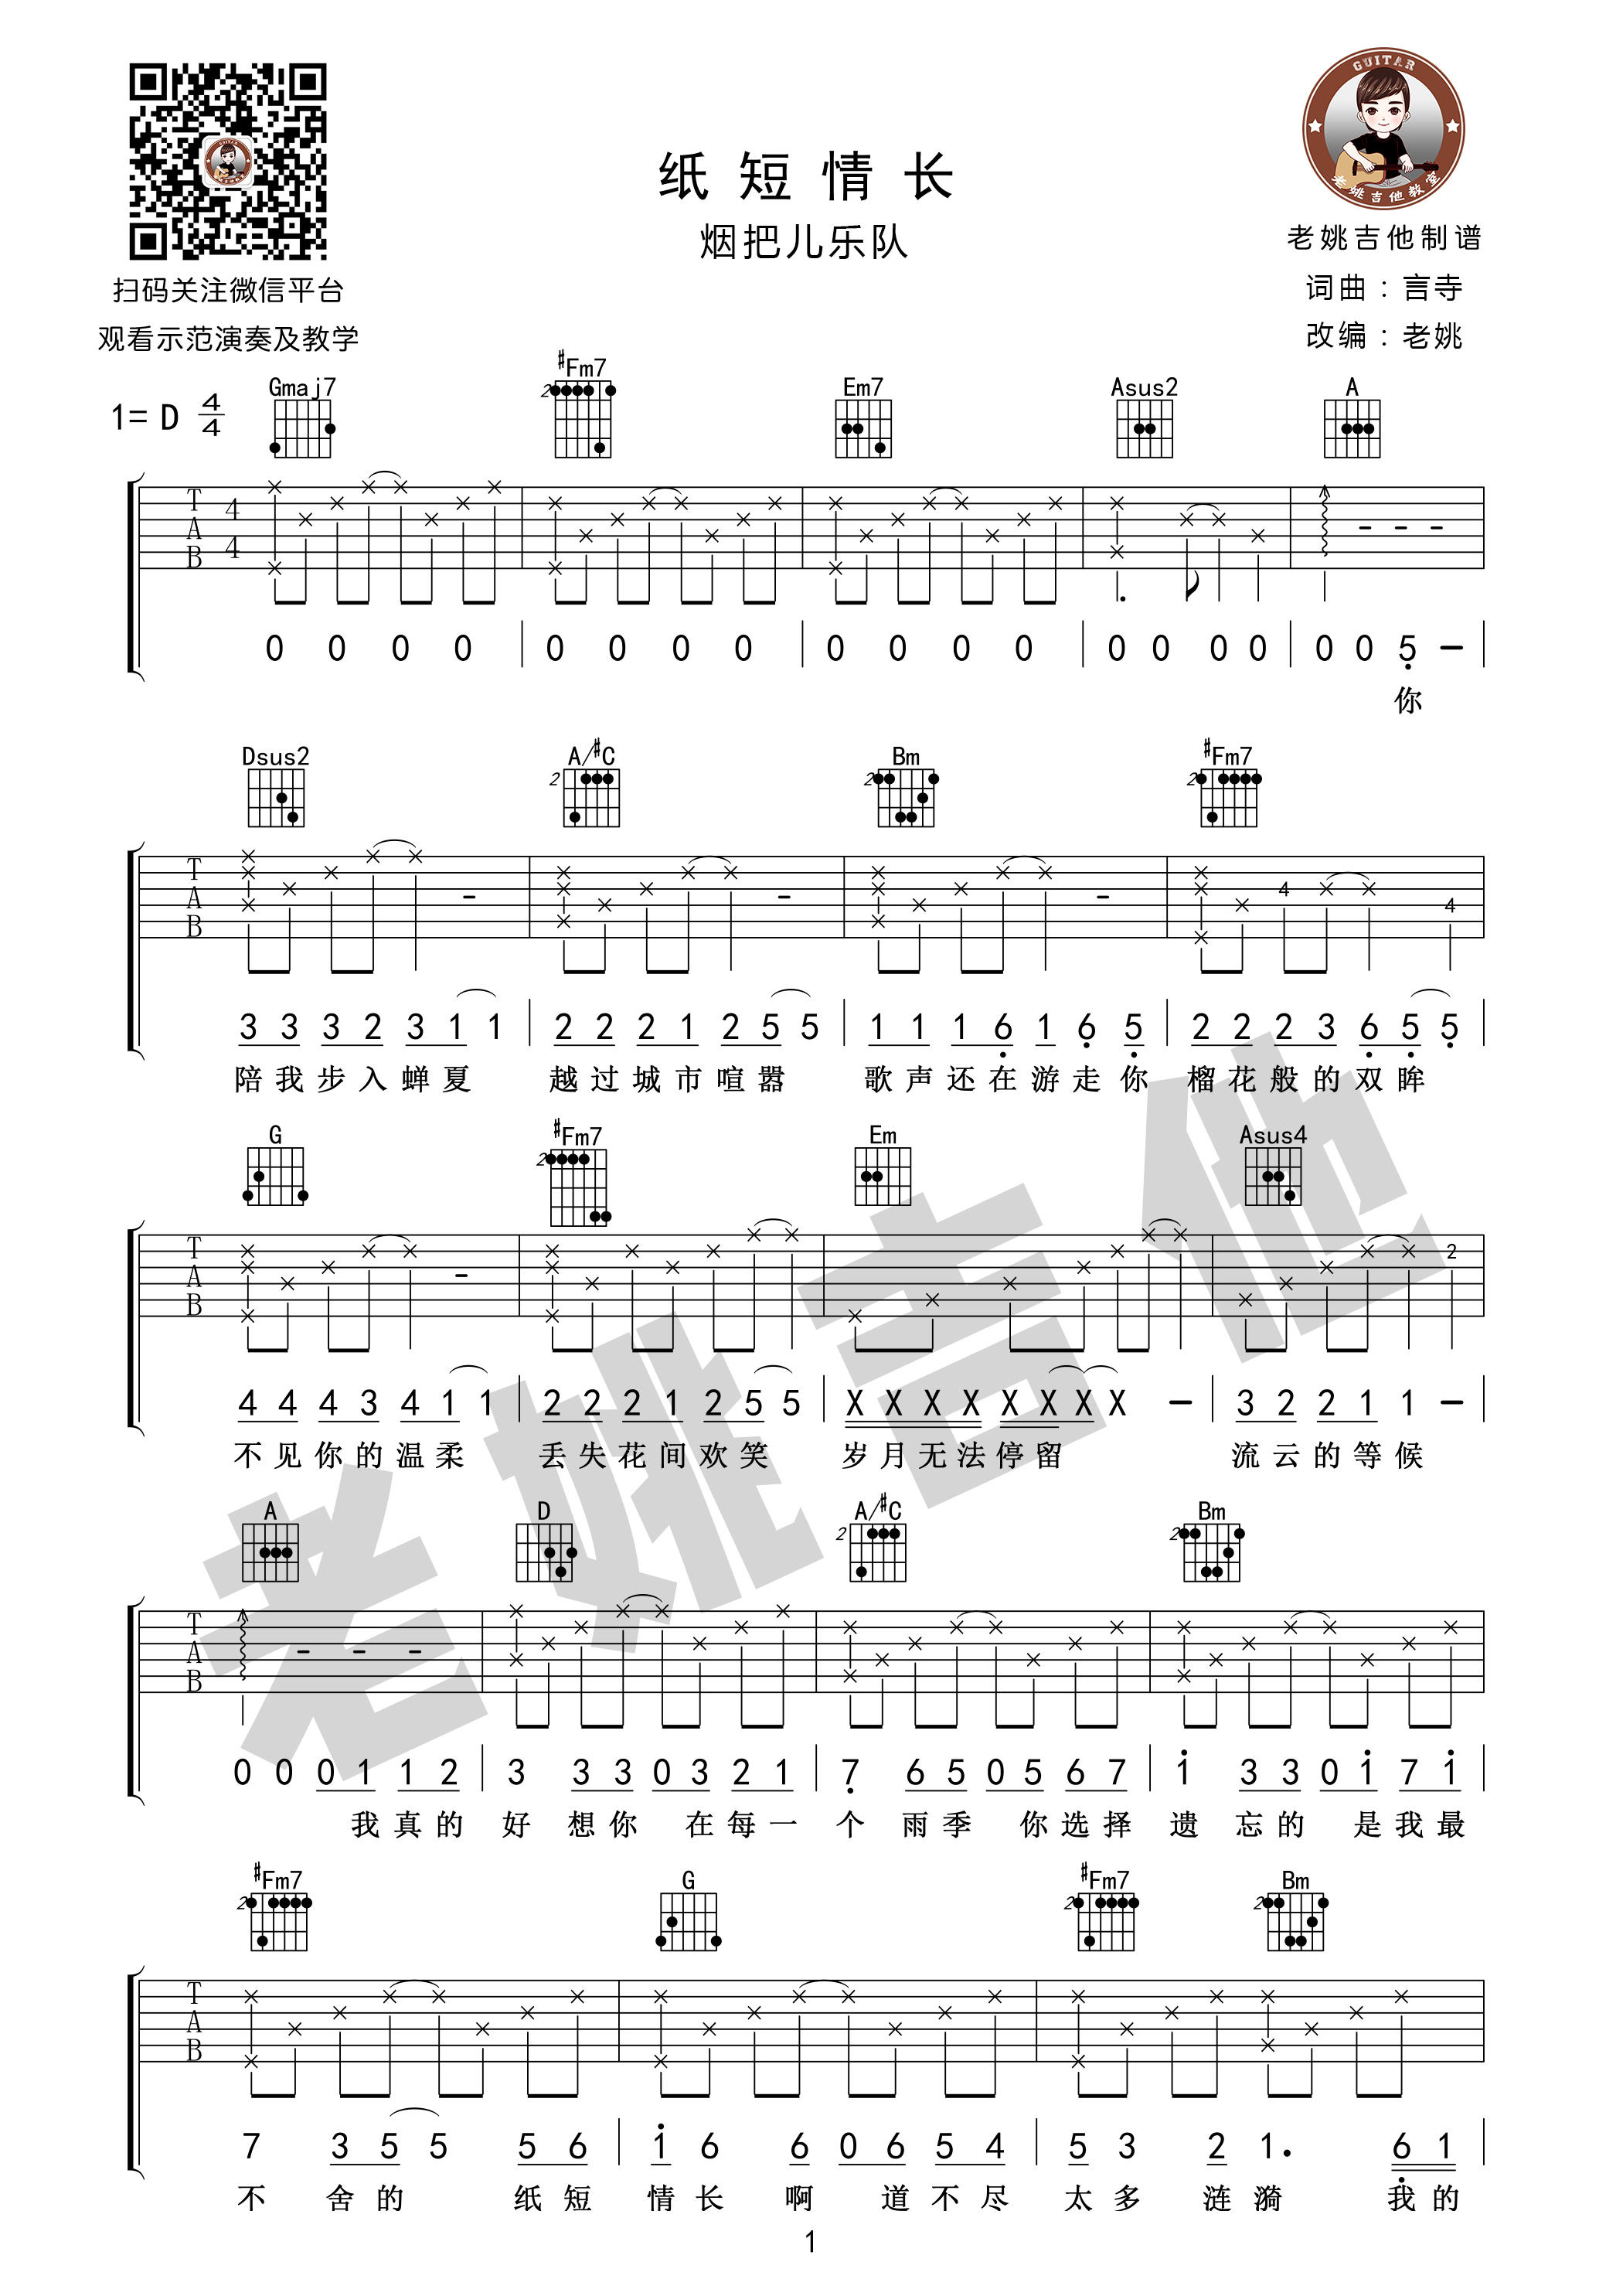 纸短情长
烟把儿乐队
扫码关注微信平台
观看示范演奏及教学
GUITAR
老姚吉他教室
老姚吉他制谱
词曲：言寺
改编：老姚
1= D 4/4
Gmaj7 #Fm7 Em7 Asus2 A
2
T A B 4/4
0 0 0 0 0 0 0 0 0 0 0 0 0 0 0 0 0 0 5 -
你
Dsus2 A/#C Bm #Fm7
2 2 2
T A B 4 4
3 3 3 2 3 1 1 2 2 2 1 2 5 5 1 1 1 6 1 6 5 2 2 2 3 6 5 5
陪我步入蝉夏 越过城市喧嚣 歌声还在游走你 榴花般的双眸
G #Fm7 Em Asus4
2
T A B 2
4 4 4 3 4 1 1 2 2 2 1 2 5 5 X X X X X X X X - 3 2 2 1 1 -
不见你的温柔 丢失花间欢笑 岁月无法停留 流云的等候
A D A/#C Bm
2 2
T A B
0 0 0 1 1 2 3 3 3 0 3 2 1 7 6 5 0 5 6 7 1 3 3 0 1 7 1
我真的 好 想你 在每一 个 雨季 你选择 遗 忘的 是我最
#Fm7 G #Fm7 Bm
2 2 2
T A B
7 3 5 5 5 6 1 6 6 0 6 5 4 5 3 2 1. 6 1
不 舍的 纸短 情长 啊 道不尽 太多 涟漪 我的
1
老姚吉他